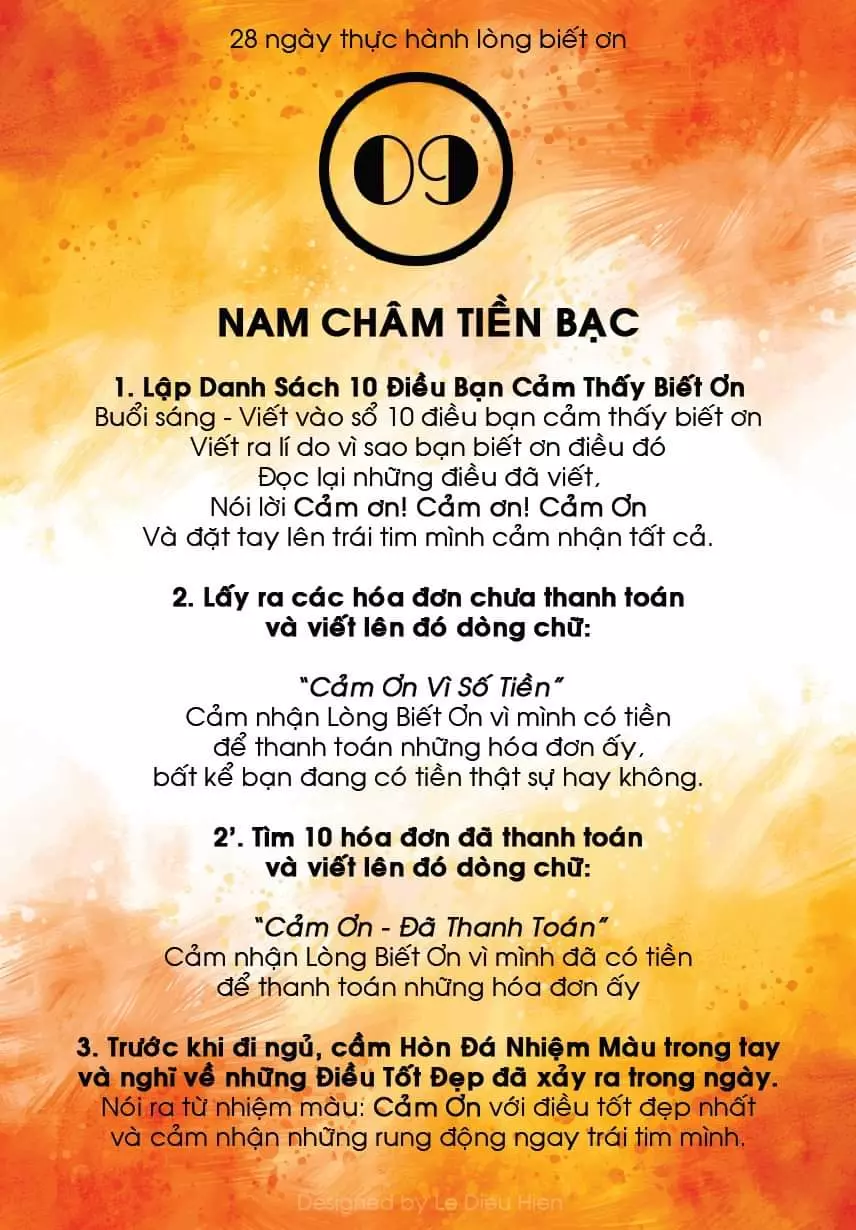 28 ngày thực hành lòng biết ơn
09
NAM CHÂM TIỀN BẠC
1. Lập Danh Sách 10 Điều Bạn Cảm Thấy Biết Ơn
Buổi sáng - Viết vào sổ 10 điều bạn cảm thấy biết ơn
Viết ra lí do vì sao bạn biết ơn điều đó
Đọc lại những điều đã viết,
Nói lời Cảm ơn! Cảm ơn! Cảm Ơn
Và đặt tay lên trái tim mình cảm nhận tất cả.
2. Lấy ra các hóa đơn chưa thanh toán
và viết lên đó dòng chữ:
“Cảm Ơn Vì Số Tiền”
Cảm nhận Lòng Biết Ơn vì mình có tiền
để thanh toán những hóa đơn ấy,
bất kể bạn đang có tiền thật sự hay không.
2’. Tìm 10 hóa đơn đã thanh toán
và viết lên đó dòng chữ:
“Cảm Ơn - Đã Thanh Toán”
Cảm nhận Lòng Biết Ơn vì mình đã có tiền
để thanh toán những hóa đơn ấy
3. Trước khi đi ngủ, cầm Hòn Đá Nhiệm Màu trong tay
và nghĩ về những Điều Tốt Đẹp đã xảy ra trong ngày.
Nói ra từ nhiệm màu: Cảm Ơn với điều tốt đẹp nhất
và cảm nhận những rung động ngay trái tim mình.
Designed by Le Dieu Hien